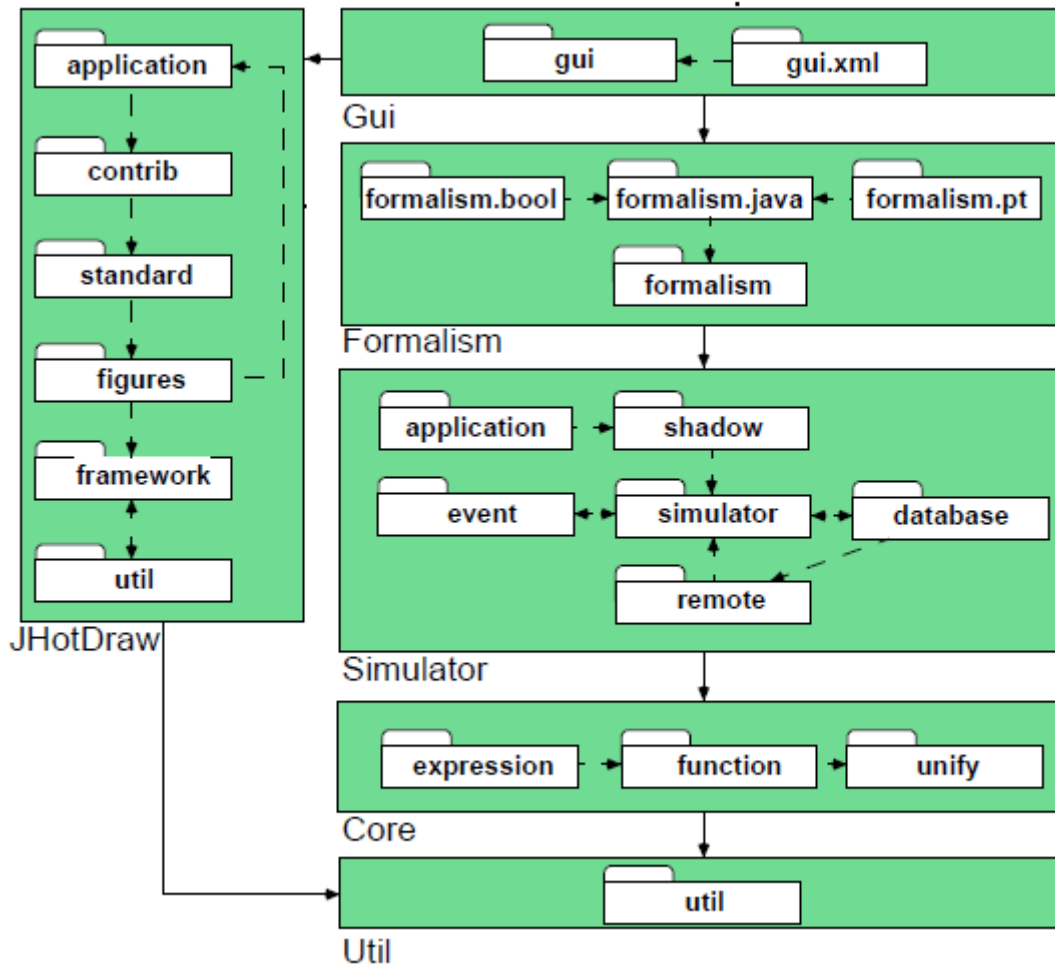 application
contrib
standard
figures
framework
util
JHotDraw
gui
gui.xml
Gui
formalism.bool
formalism.java
formalism.pt
formalism
Formalism
application
shadow
event
simulator
database
remote
Simulator
expression
function
unify
Core
util
Util